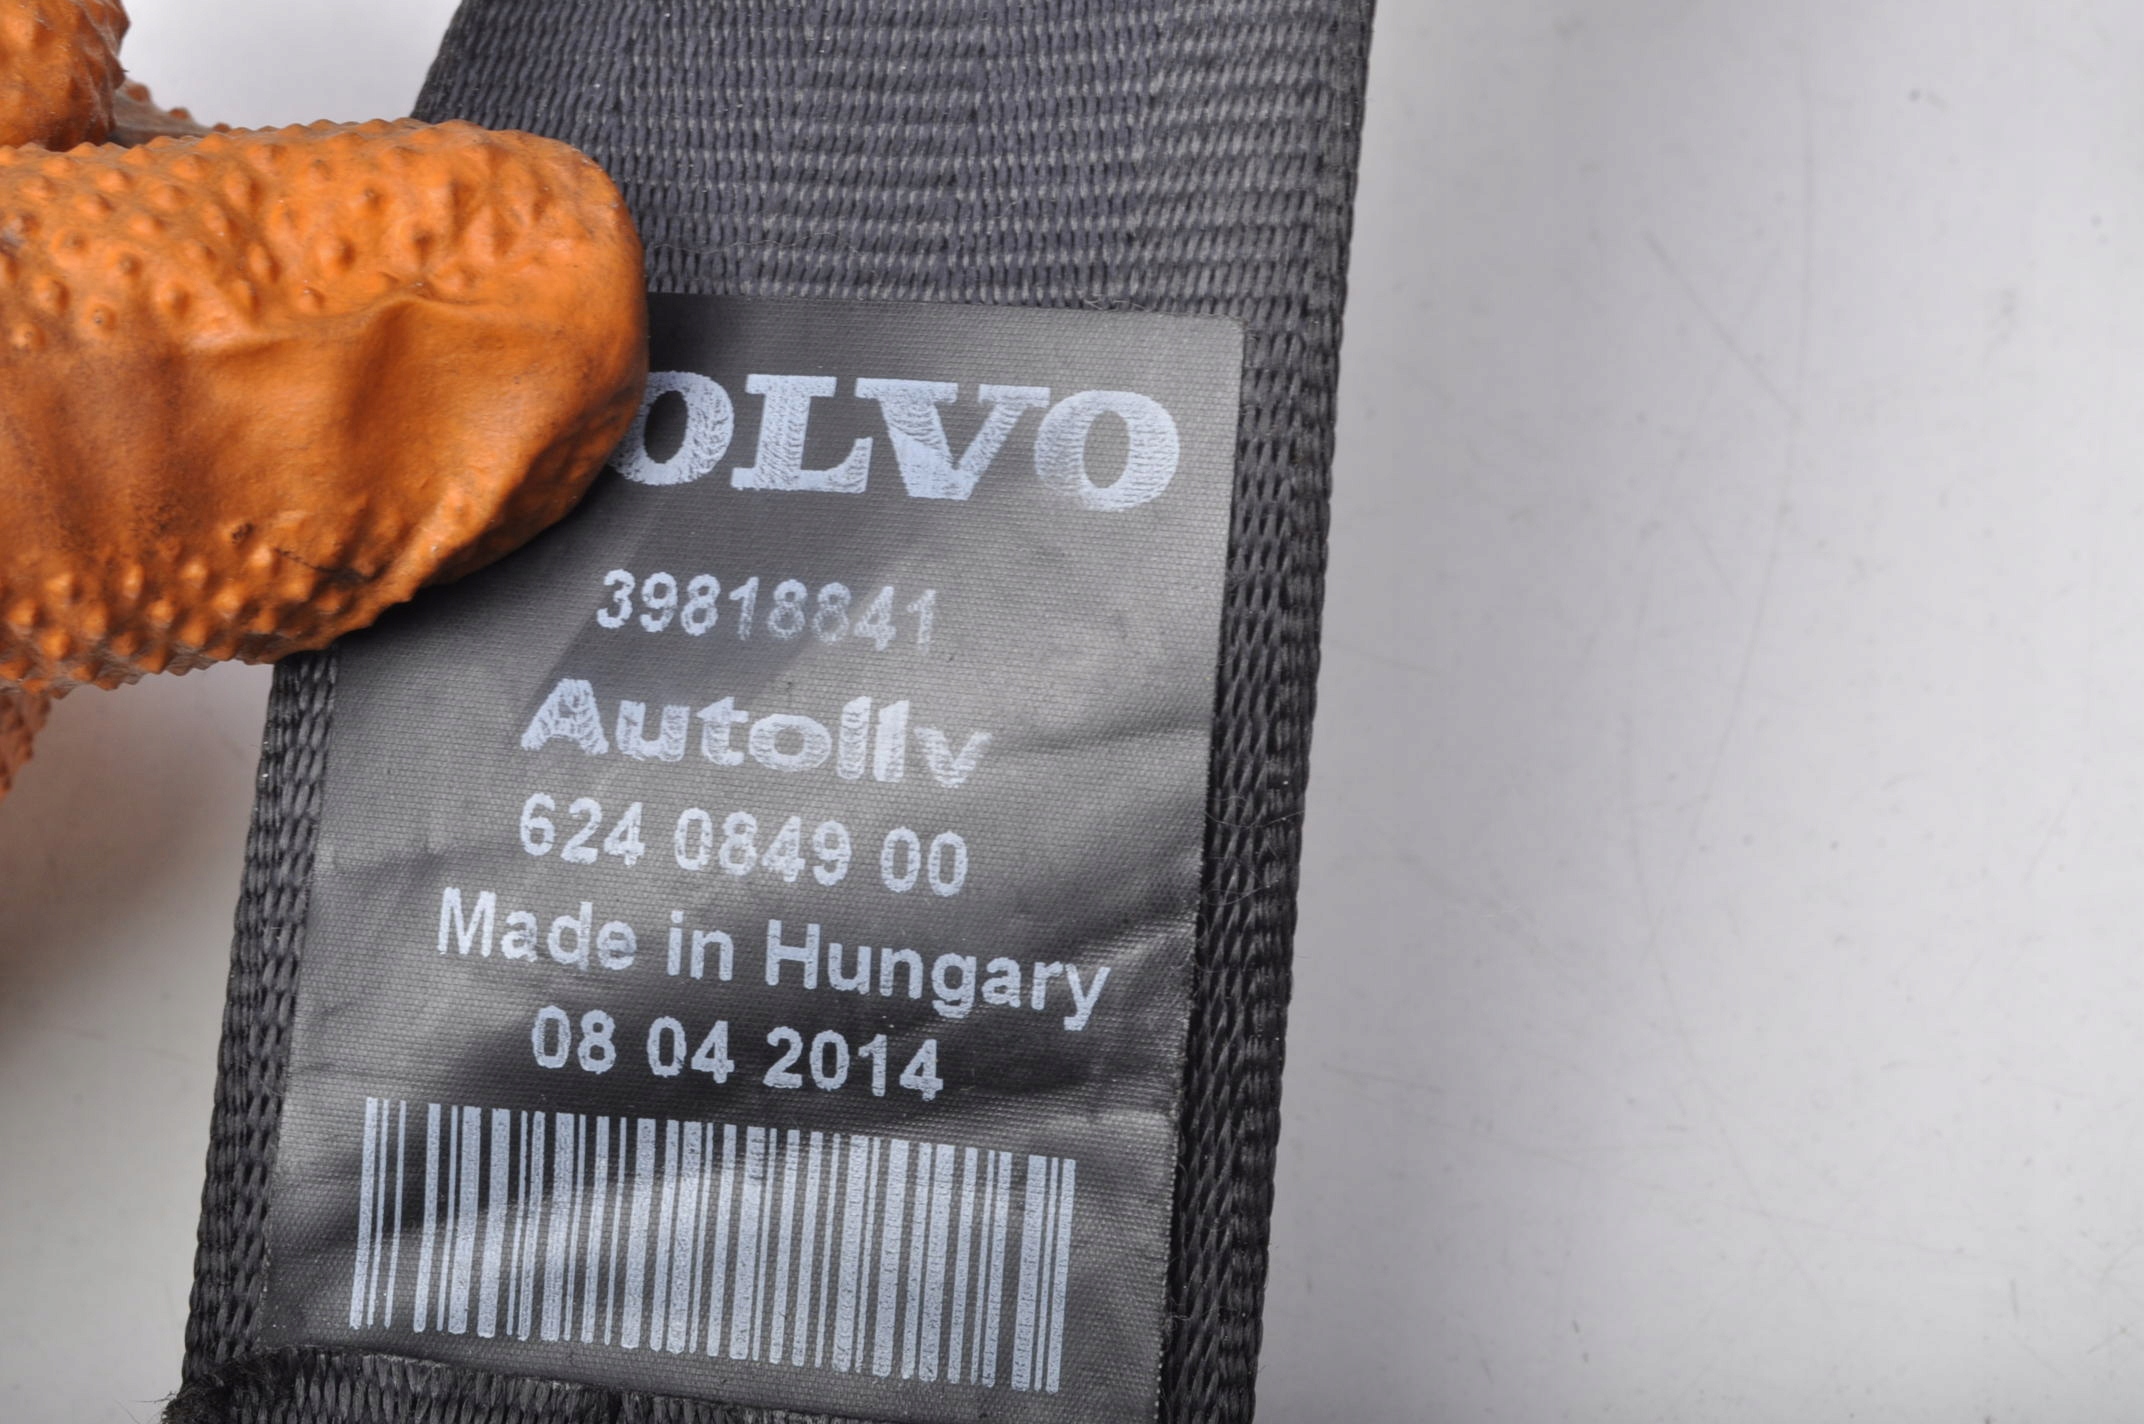 OLVO
39818841
Autoliv
624 0849 00
Made in Hungary
08 04 2014